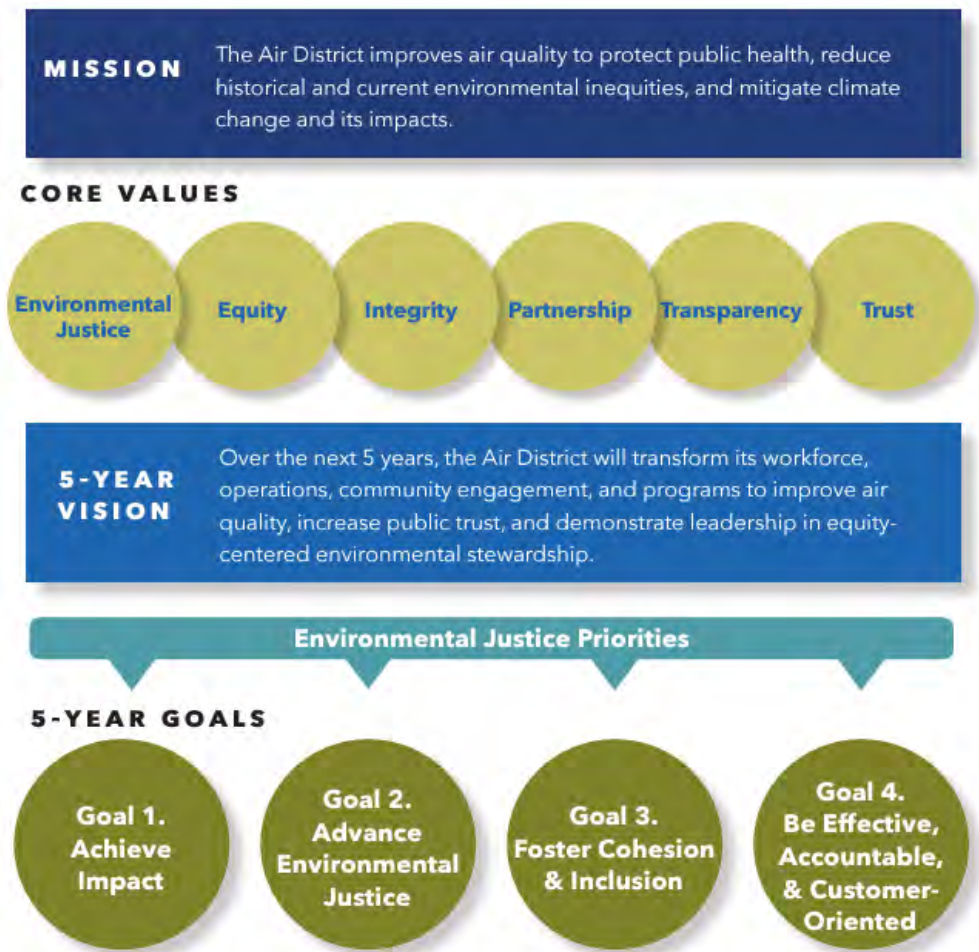 MISSION
The Air District improves air quality to protect public health, reduce
historical and current environmental inequities, and mitigate climate
change and its impacts.
CORE VALUES
Environmental
Justice
Equity
Integrity
Partnership
Transparency
Trust
5-YEAR
VISION
Over the next 5 years, the Air District will transform its workforce,
operations, community engagement, and programs to improve air
quality, increase public trust, and demonstrate leadership in equity-
centered environmental stewardship.
Environmental Justice Priorities
5-YEAR GOALS
Goal 1.
Achieve
Impact
Goal 2.
Advance
Environmental
Justice
Goal 3.
Foster Cohesion
& Inclusion
Goal 4.
Be Effective,
Accountable,
& Customer-
Oriented